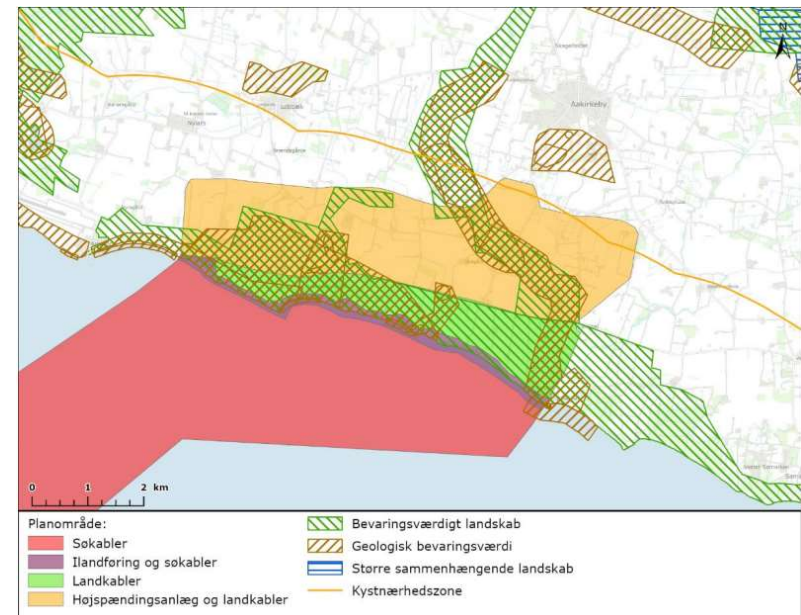 N
Aakirkeby
0 1 2 km
Planområde:
Søkabler
Ilandføring og søkabler
Landkabler
Højspændingsanlæg og landkabler
Bevaringsværdigt landskab
Geologisk bevaringsværdi
Større sammenhængende landskab
Kystnærhedszone